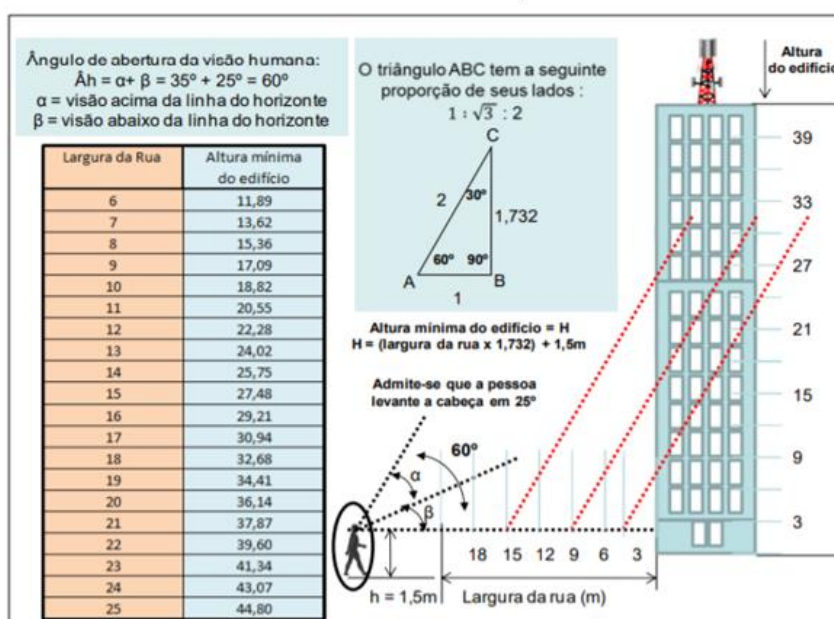 Ângulo de abertura da visão humana:
Âh = α+ β = 35º + 25º = 60º
α = visão acima da linha do horizonte
β = visão abaixo da linha do horizonte
Largura da Rua Altura mínima
do edifício
6 11,89
7 13,62
8 15,36
9 17,09
10 18,82
11 20,55
12 22,28
13 24,02
14 25,75
15 27,48
16 29,21
17 30,94
18 32,68
19 34,41
20 36,14
21 37,87
22 39,60
23 41,34
24 43,07
25 44,80
O triângulo ABC tem a seguinte
proporção de seus lados :
1 : √3 : 2
C
30º
2
1,732
60º 90º
A B
1
Altura mínima do edifício = H
H = (largura da rua x 1,732) + 1,5m
Admite-se que a pessoa
levante a cabeça em 25º
60º
α
β
18 15 12 9 6 3
h = 1,5m Largura da rua (m)
Altura
do edifício
39
33
27
21
15
9
3